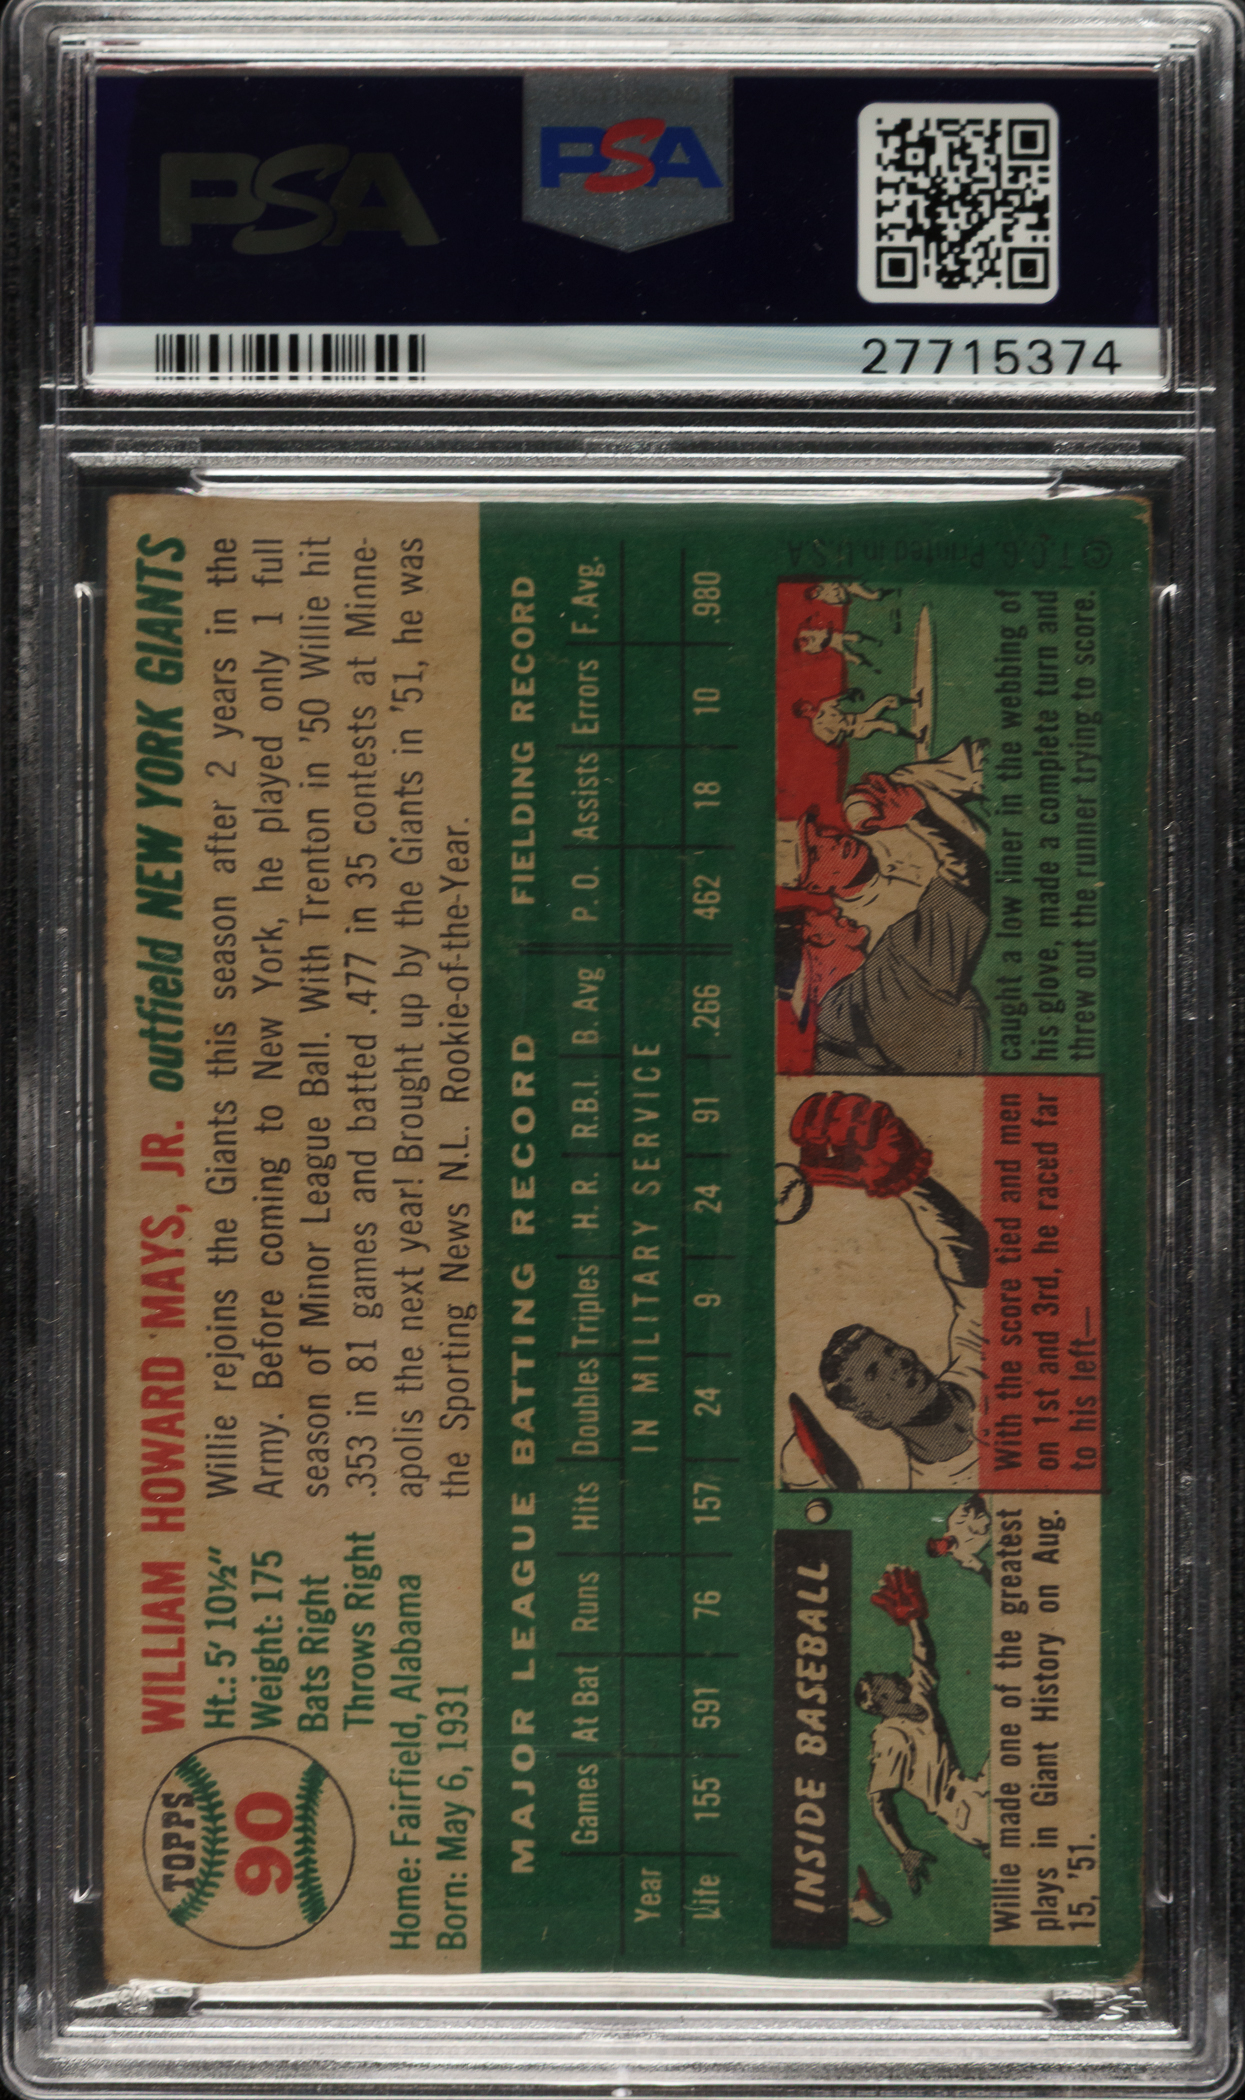 PSA
PSA
27715374
TOPPS
90
WILLIAM HOWARD MAYS, JR. outfield NEW YORK GIANTS
Ht.: 5' 10½"
Weight: 175
Bats Right
Throws Right
Home: Fairfield, Alabama
Born: May 6, 1931
Willie rejoins the Giants this season after 2 years in the
Army. Before coming to New York, he played only 1 full
season of Minor League Ball. With Trenton in '50 Willie hit
.353 in 81 games and batted .477 in 35 contests at Minne-
apolis the next year! Brought up by the Giants in '51, he was
the Sporting News N.L. Rookie-of-the-Year.
MAJOR LEAGUE BATTING RECORD FIELDING RECORD
Games At Bat Runs Hits Doubles Triples H. R. R.B.I. B. Avg P. O. Assists Errors F. Avg.
Year IN MILITARY SERVICE
Life 155 591 76 157 24 9 24 91 .266 462 18 10 .980
INSIDE BASEBALL
Willie made one of the greatest
plays in Giant History on Aug.
15, '51.
With the score tied and men
on 1st and 3rd, he raced far
to his left—
caught a low liner in the webbing of
his glove, made a complete turn and
threw out the runner trying to score.
© T.C.G. Printed in U.S.A.